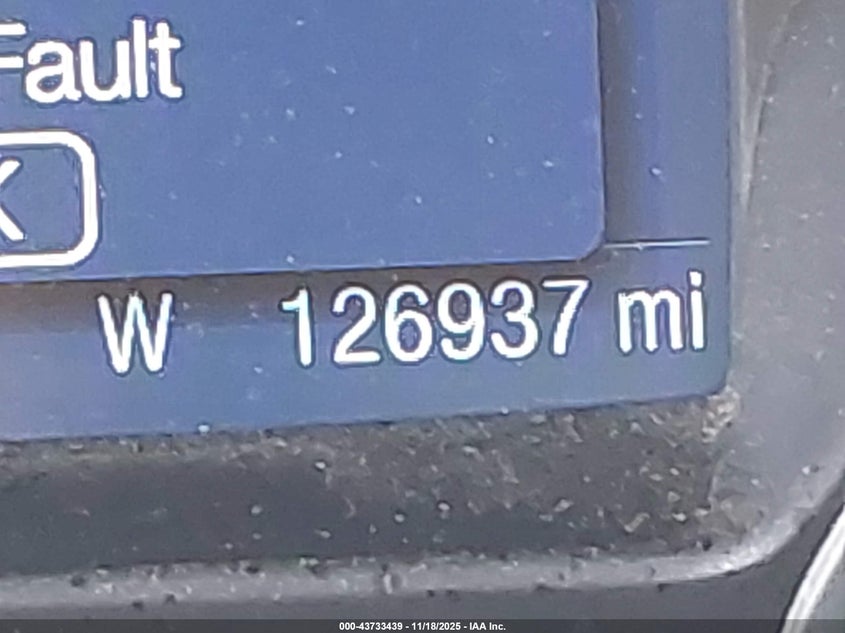 Fault
K
W 126937 mi
000-43733439 - 11/18/2025 - IAA Inc.